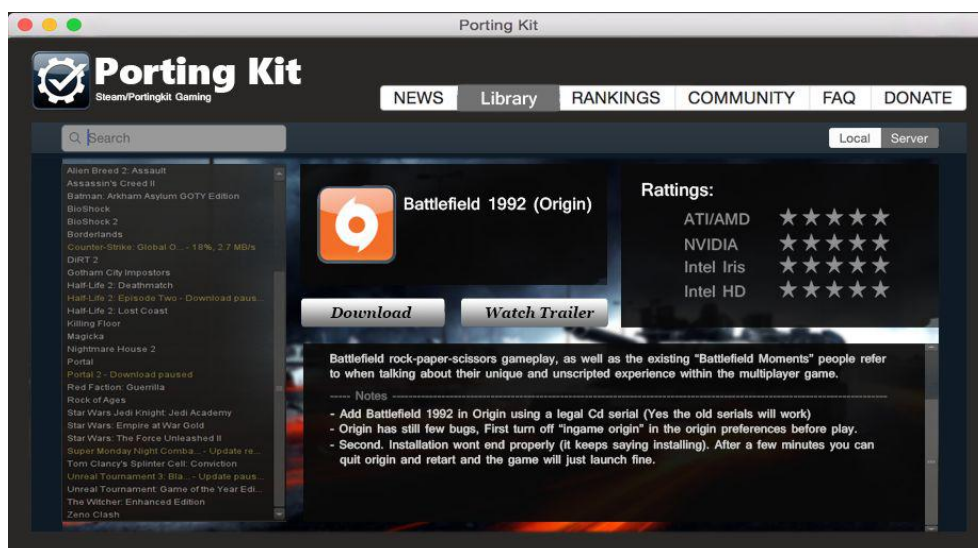 Porting Kit
Porting Kit
Steam/Portingkit Gaming
NEWS
Library
RANKINGS
COMMUNITY
FAQ
DONATE
Search
Local
Server
Alien Breed 2: Assault
Assassin's Creed II
Batman: Arkham Asylum GOTY Edition
BioShock
BioShock 2
Borderlands
Counter-Strike: Global O... - 18%, 2.7 MB/s
DiRT 2
Gotham City Impostors
Half-Life 2: Deathmatch
Half-Life 2: Episode Two - Download paus...
Half-Life 2: Lost Coast
Killing Floor
Magicka
Nightmare House 2
Portal
Portal 2 - Download paused
Red Faction: Guerrilla
Rock of Ages
Star Wars Jedi Knight: Jedi Academy
Star Wars: Empire at War Gold
Star Wars: The Force Unleashed II
Super Monday Night Comba... - Update re...
Tom Clancy's Splinter Cell: Conviction
Unreal Tournament 3: Bla... - Update paus...
Unreal Tournament: Game of the Year Edi...
The Witcher: Enhanced Edition
Zeno Clash
Battlefield 1992 (Origin)
Download
Watch Trailer
Rattings:
ATI/AMD
NVIDIA
Intel Iris
Intel HD
Battlefield rock-paper-scissors gameplay, as well as the existing "Battlefield Moments" people refer
to when talking about their unique and unscripted experience within the multiplayer game.
----- Notes -----
- Add Battlefield 1992 in Origin using a legal Cd serial (Yes the old serials will work)
- Origin has still few bugs, First turn off "ingame origin" in the origin preferences before play.
- Second. Installation wont end properly (it keeps saying installing). After a few minutes you can
quit origin and retart and the game will just launch fine.